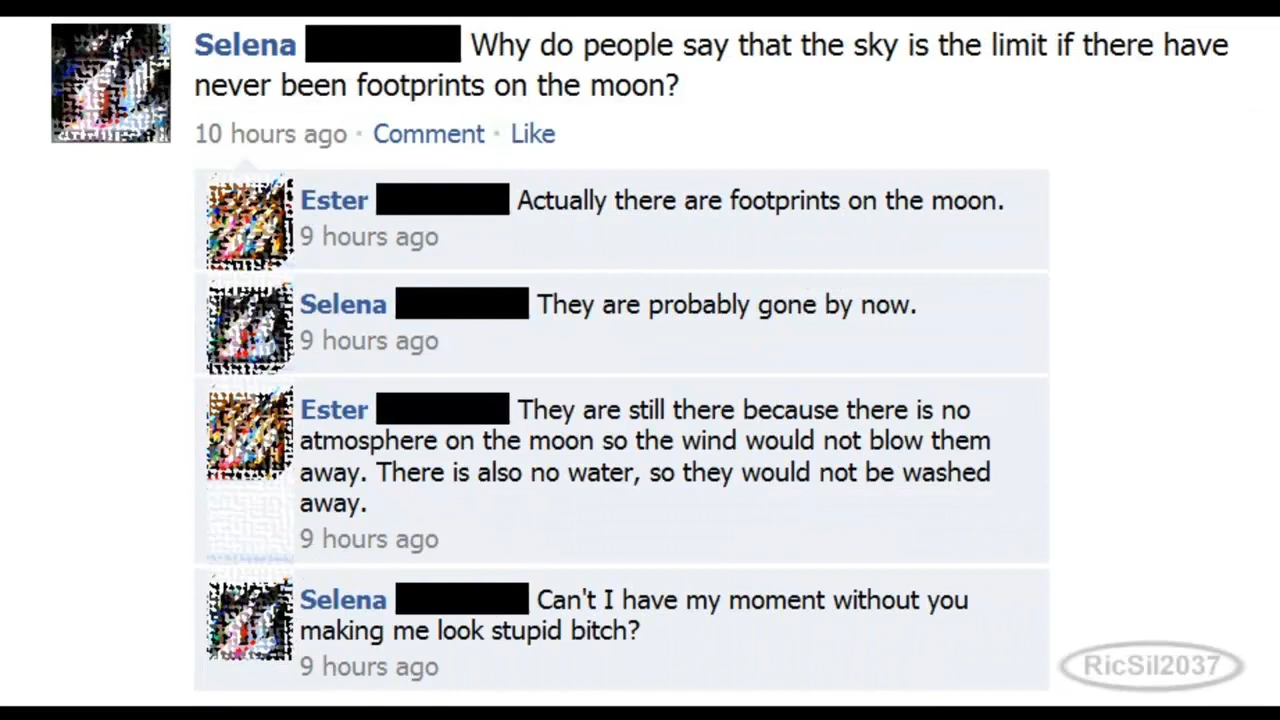 Selena Why do people say that the sky is the limit if there have
never been footprints on the moon?
10 hours ago · Comment · Like
Ester Actually there are footprints on the moon.
9 hours ago
Selena They are probably gone by now.
9 hours ago
Ester They are still there because there is no
atmosphere on the moon so the wind would not blow them
away. There is also no water, so they would not be washed
away.
9 hours ago
Selena Can't I have my moment without you
making me look stupid bitch?
9 hours ago
RicSil2037